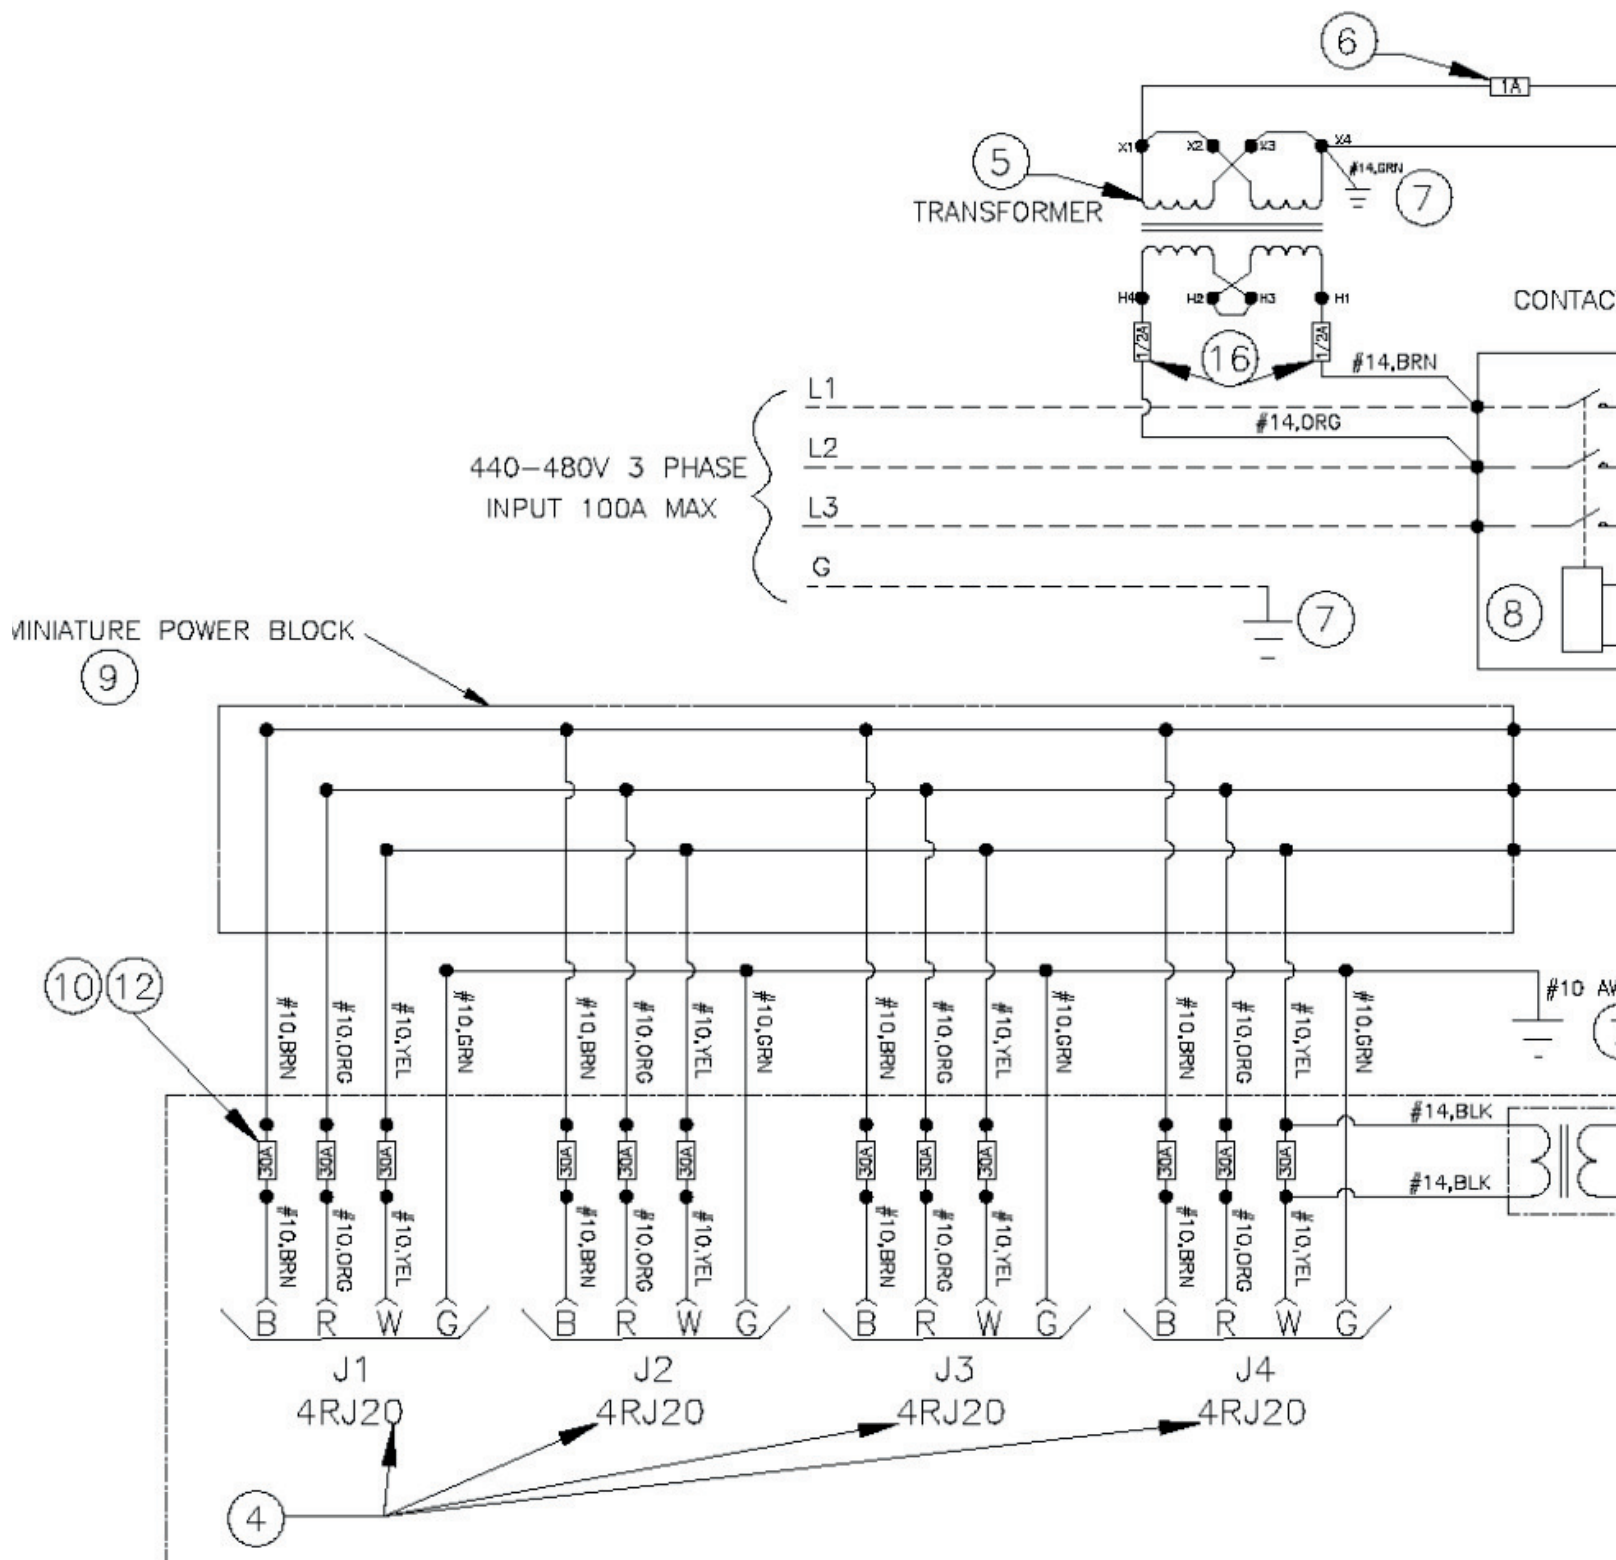 6
1A
X1 X2 X3 X4
5
#14,GRN
7
TRANSFORMER
H4 H2 H3 H1
CONTAC
1/2A 16 1/2A
#14,BRN
L1
#14,ORG
L2
440-480V 3 PHASE
INPUT 100A MAX
L3
G
7
8
MINIATURE POWER BLOCK
9
10 12
#10 AW
#10,BRN #10,ORG #10,YEL #10,GRN #10,BRN #10,ORG #10,YEL #10,GRN #10,BRN #10,ORG #10,YEL #10,GRN #10,BRN #10,ORG #10,YEL #10,GRN
#14,BLK
30A 30A 30A 30A 30A 30A 30A 30A 30A 30A 30A 30A
#14,BLK
#10,BRN #10,ORG #10,YEL #10,BRN #10,ORG #10,YEL #10,BRN #10,ORG #10,YEL #10,BRN #10,ORG #10,YEL
B R W G B R W G B R W G B R W G
J1 J2 J3 J4
4RJ20 4RJ20 4RJ20 4RJ20
4